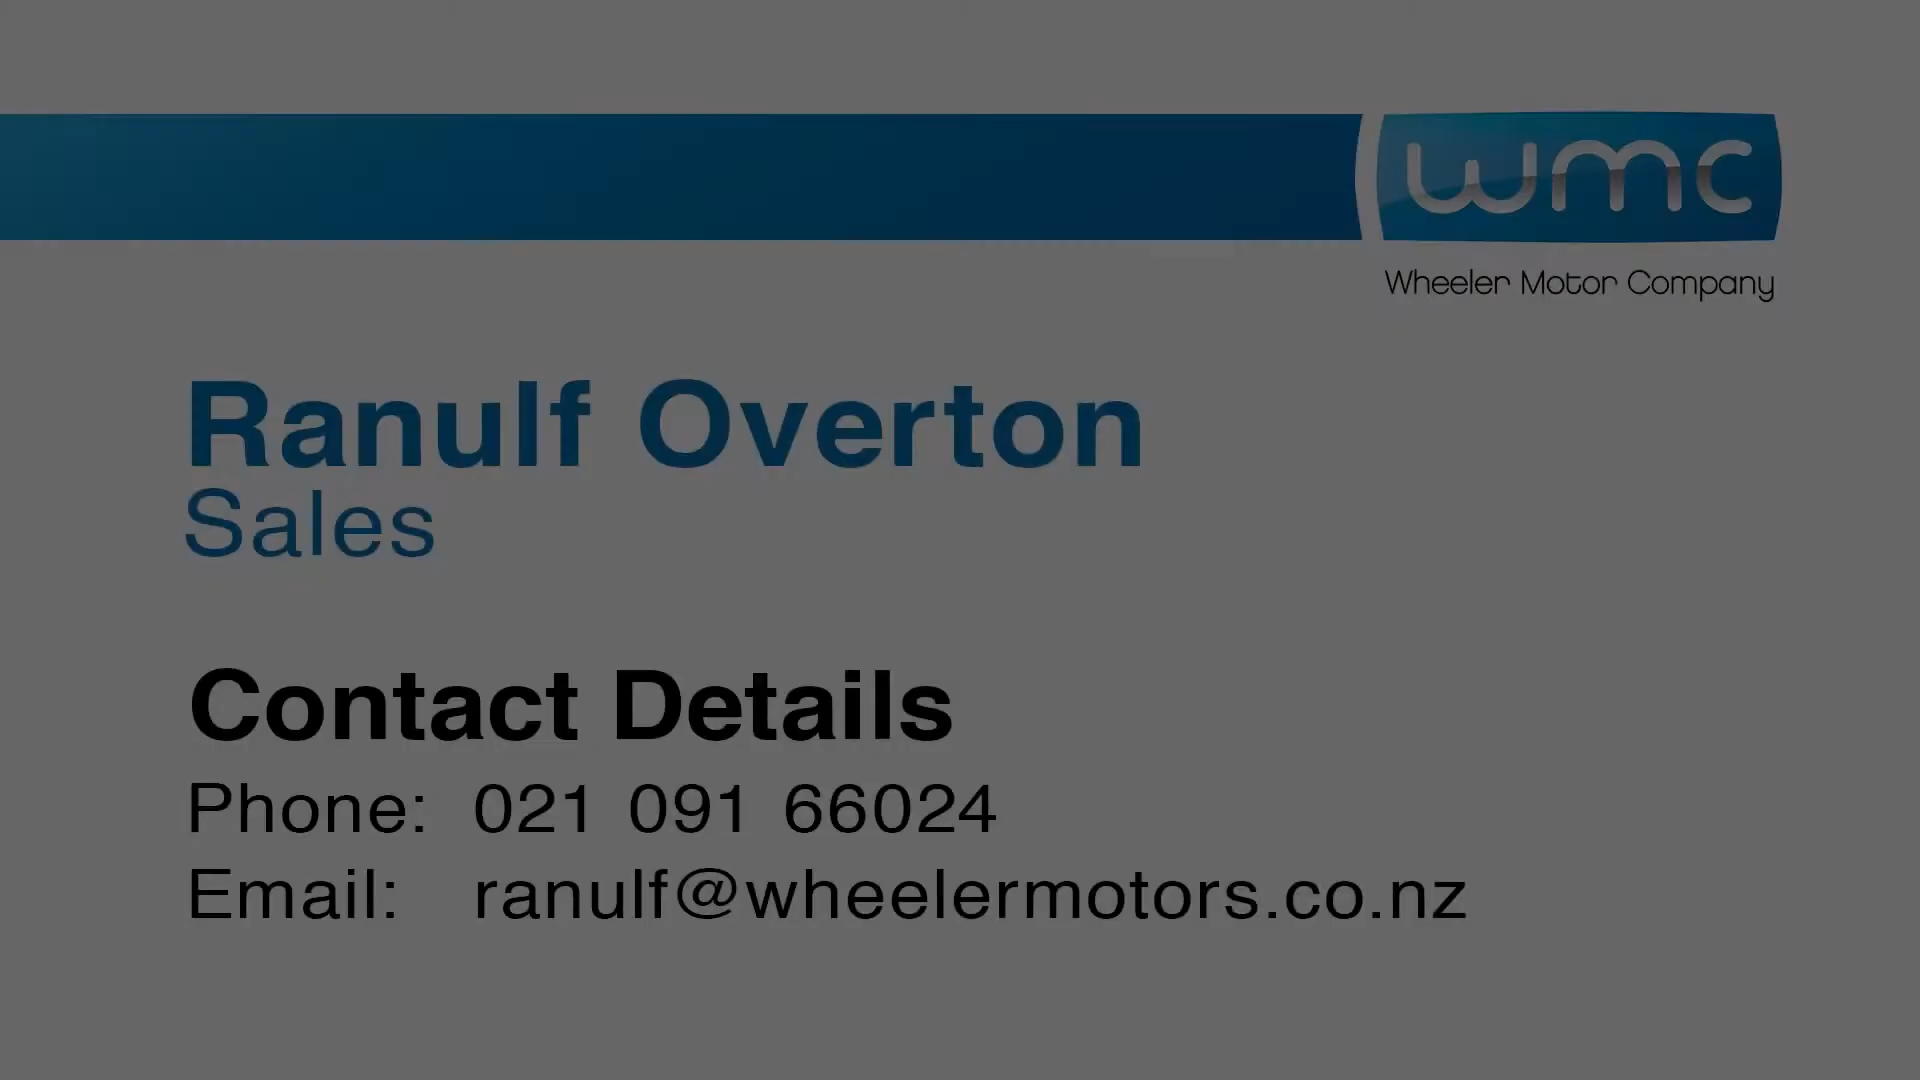 wmc
Wheeler Motor Company
Ranulf Overton
Sales
Contact Details
Phone: 021 091 66024
Email: ranulf@wheelermotors.co.nz